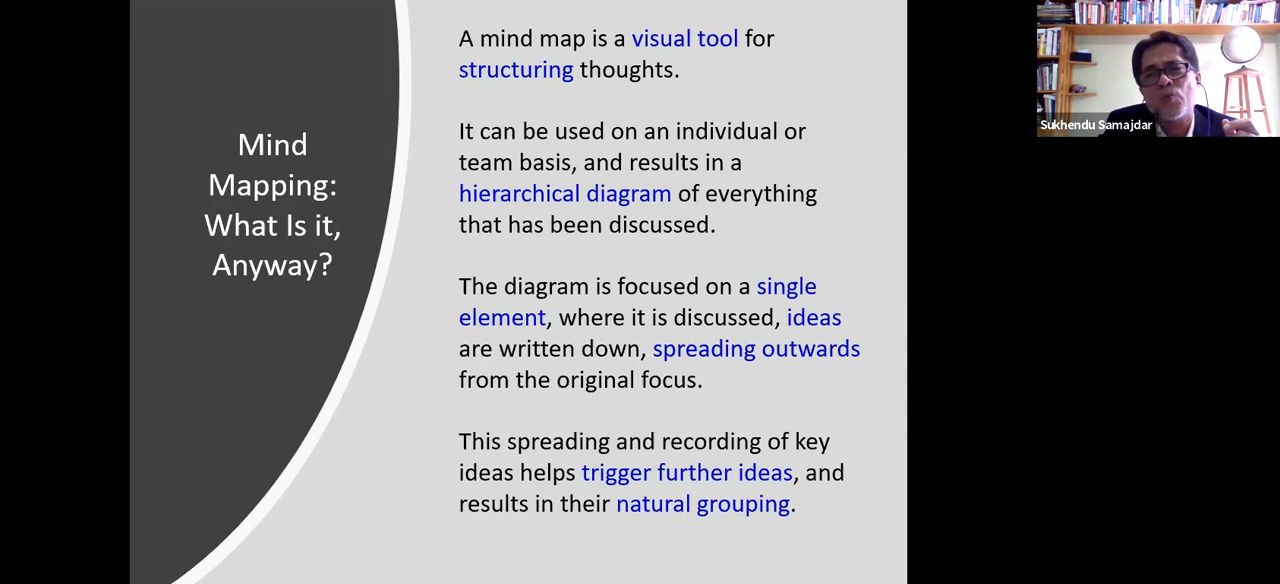 Mind
Mapping:
What Is it,
Anyway?
A mind map is a visual tool for
structuring thoughts.
It can be used on an individual or
team basis, and results in a
hierarchical diagram of everything
that has been discussed.
The diagram is focused on a single
element, where it is discussed, ideas
are written down, spreading outwards
from the original focus.
This spreading and recording of key
ideas helps trigger further ideas, and
results in their natural grouping.
Sukhendu Samajdar